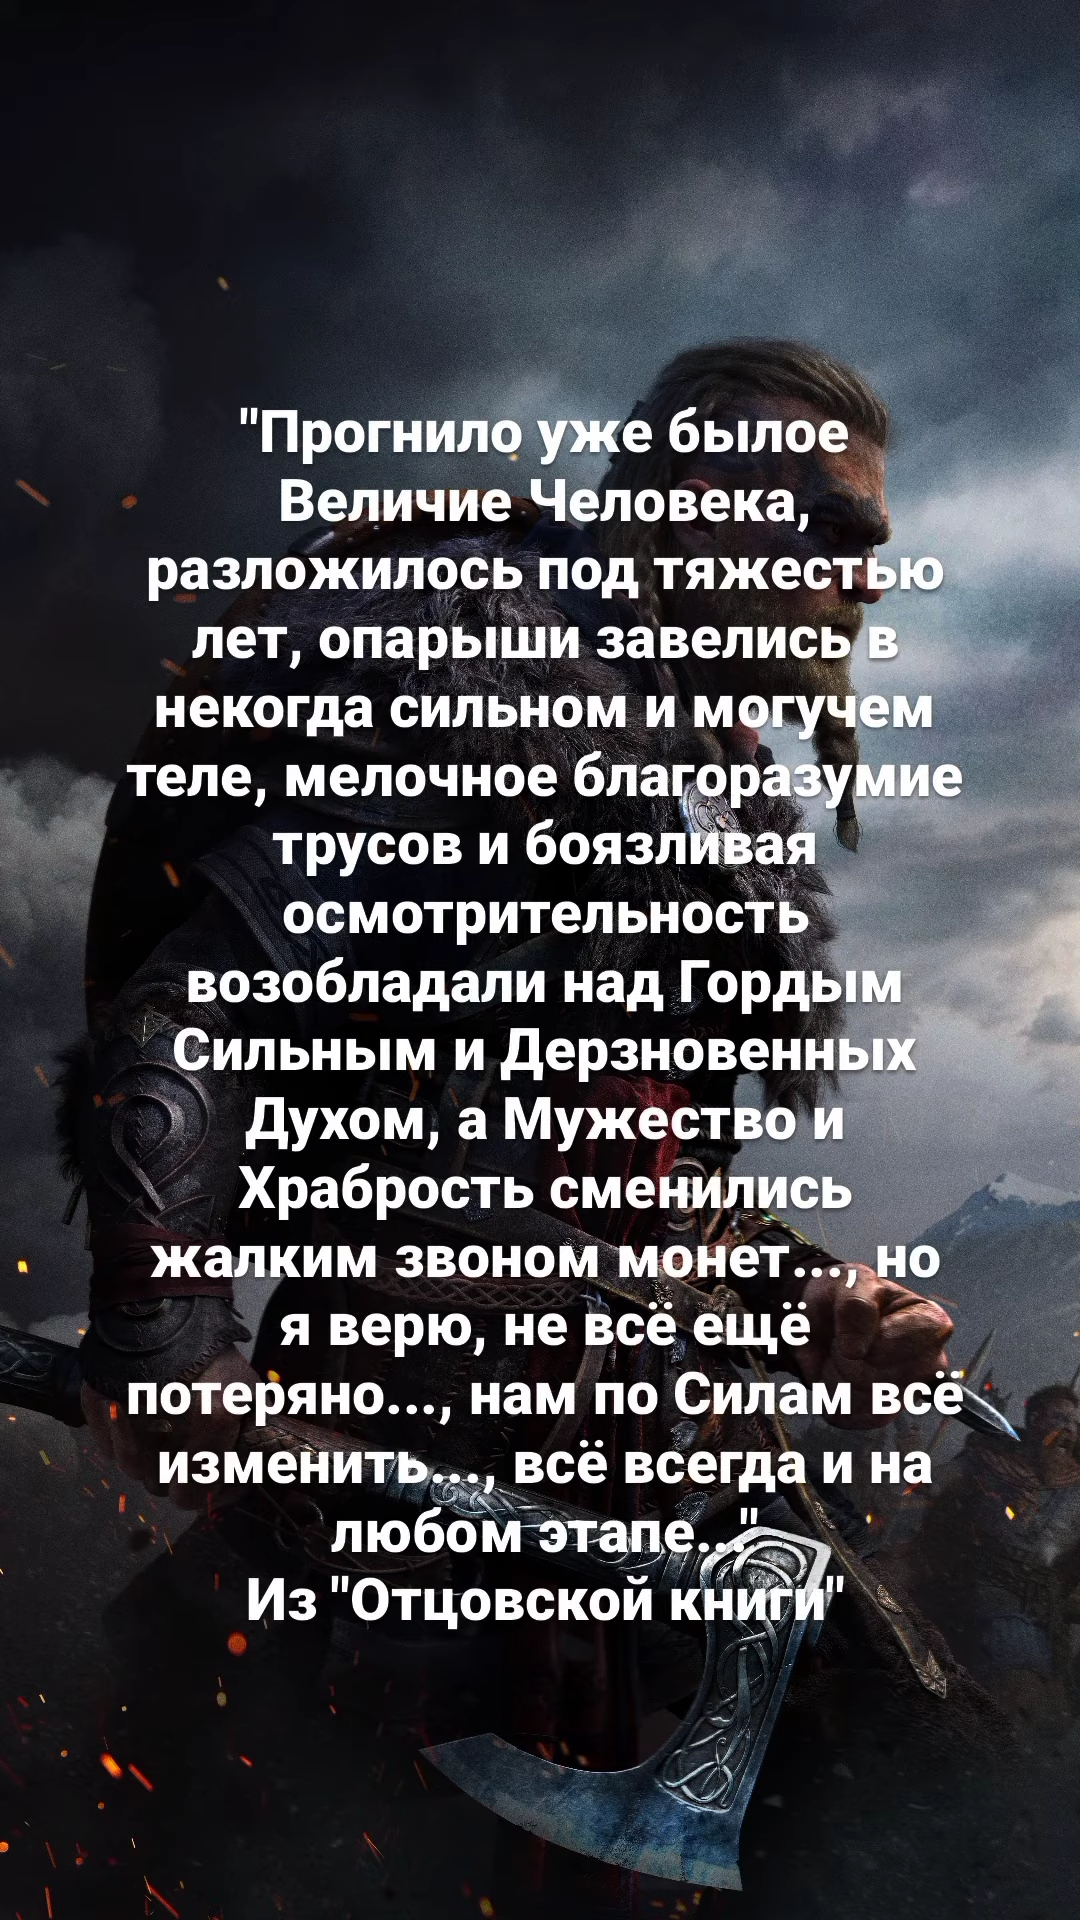 "Прогнило уже былое
Величие Человека,
разложилось под тяжестью
лет, опарыши завелись в
некогда сильном и могучем
теле, мелочное благоразумие
трусов и боязливая
осмотрительность
возобладали над Гордым
Сильным и Дерзновенных
Духом, а Мужество и
Храбрость сменились
жалким звоном монет..., но
я верю, не всё ещё
потеряно..., нам по Силам всё
изменить..., всё всегда и на
любом этапе..."
Из "Отцовской книги"